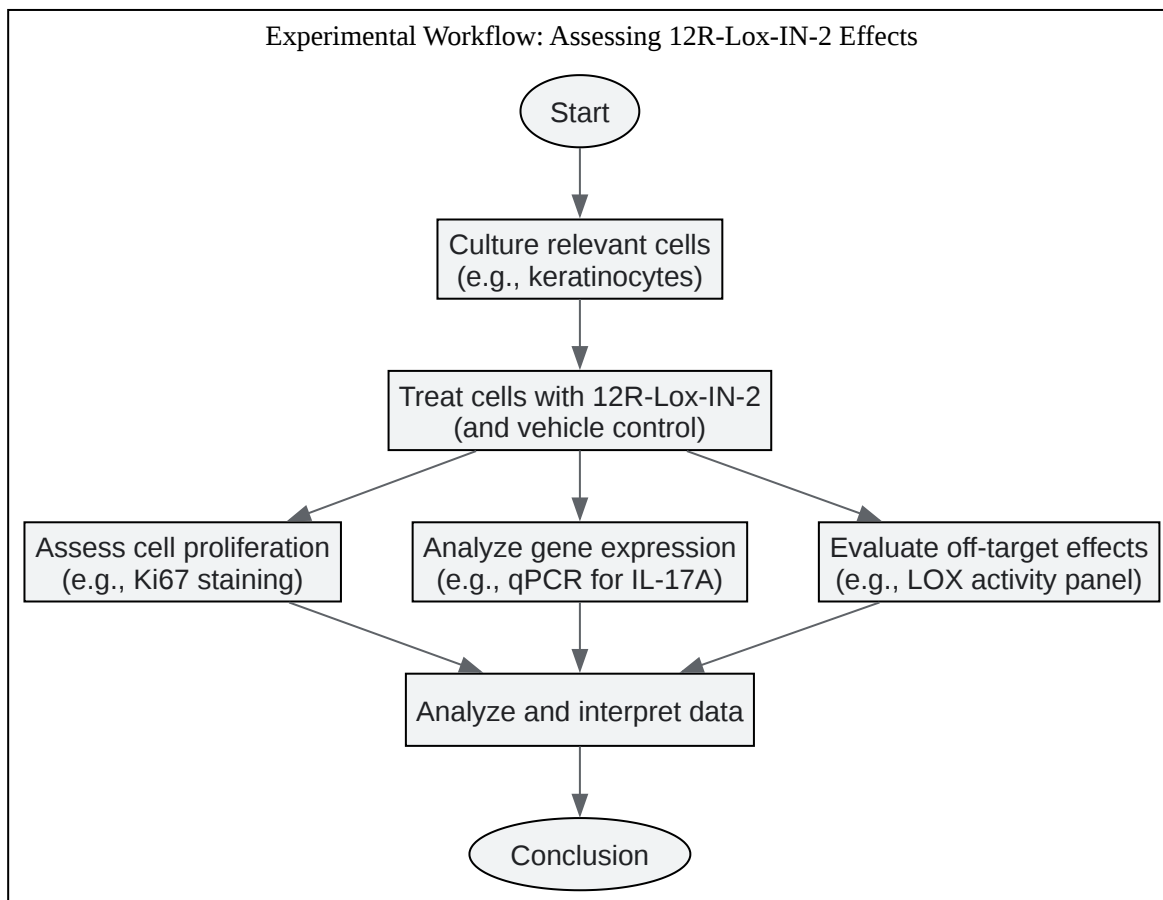 Experimental Workflow: Assessing 12R-Lox-IN-2 Effects
Start
Culture relevant cells
(e.g., keratinocytes)
Treat cells with 12R-Lox-IN-2
(and vehicle control)
Assess cell proliferation
(e.g., Ki67 staining)
Analyze gene expression
(e.g., qPCR for IL-17A)
Evaluate off-target effects
(e.g., LOX activity panel)
Analyze and interpret data
Conclusion